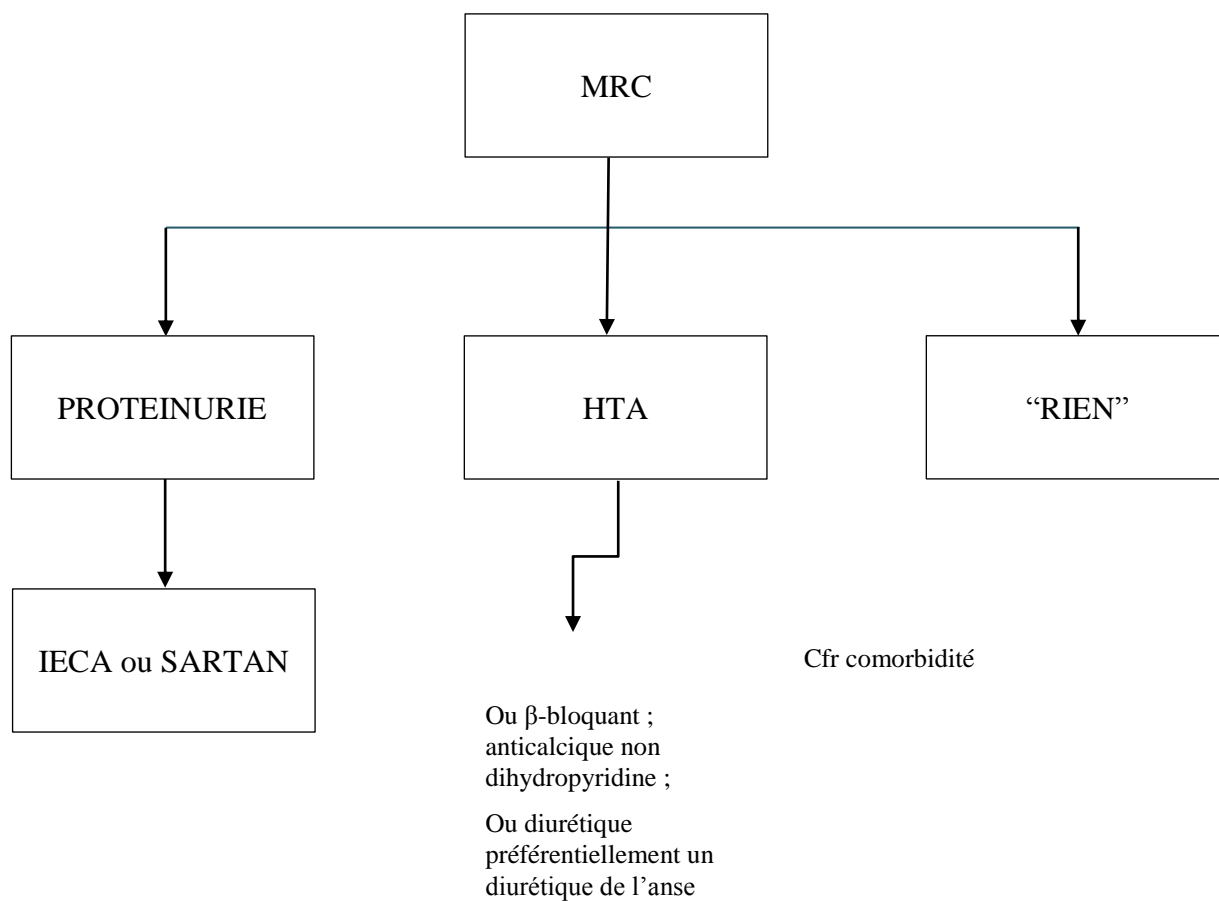 MRC
PROTEINURIE
HTA
“RIEN”
IECA ou SARTAN
Cfr comorbidité
Ou β-bloquant ;
anticalcique non
dihydropyridine ;
Ou diurétique
préférentiellement un
diurétique de l’anse